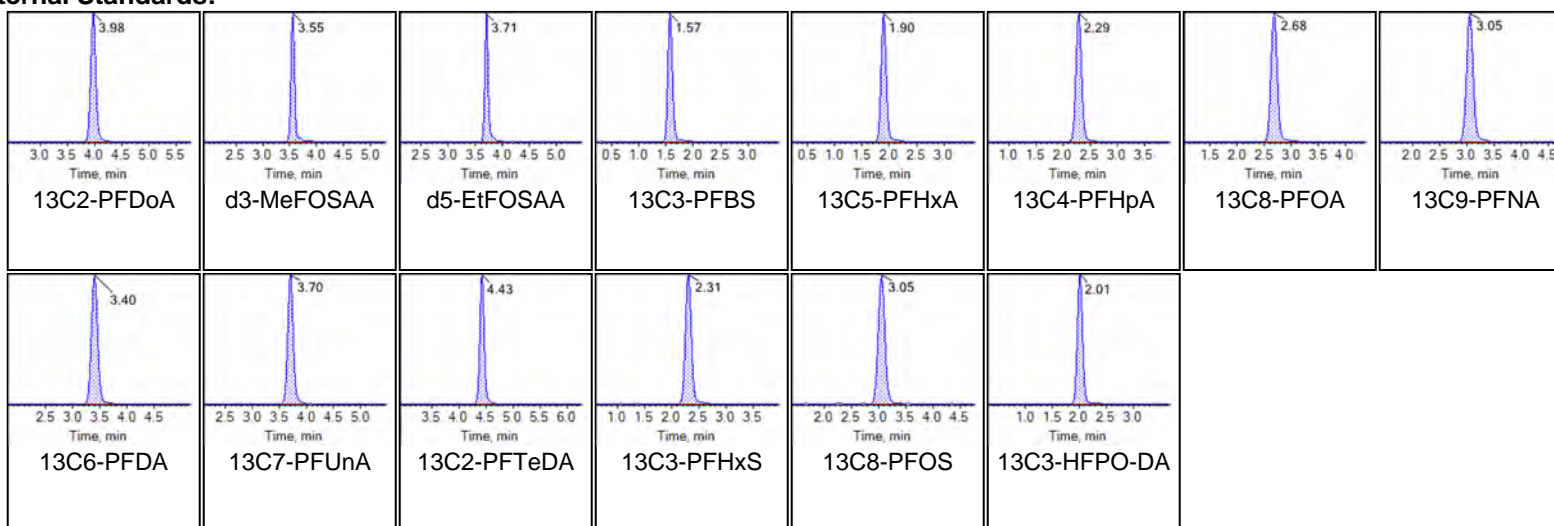 ternal Standards:
3.98 3.55 3.71 1.57 1.90 2.29 2.68 3.05
3.0 3.5 4.0 4.5 5.0 5.5 2.5 3.0 3.5 4.0 4.5 5.0 2.5 3.0 3.5 4.0 4.5 5.0 0.5 1.0 1.5 2.0 2.5 3.0 0.5 1.0 1.5 2.0 2.5 3.0 1.0 1.5 2.0 2.5 3.0 3.5 1.5 2.0 2.5 3.0 3.5 4.0 2.0 2.5 3.0 3.5 4.0 4.5
Time, min Time, min Time, min Time, min Time, min Time, min Time, min Time, min
13C2-PFDoA d3-MeFOSAA d5-EtFOSAA 13C3-PFBS 13C5-PFHxA 13C4-PFHpA 13C8-PFOA 13C9-PFNA
3.40 3.70 4.43 2.31 3.05 2.01
2.5 3.0 3.5 4.0 4.5 2.5 3.0 3.5 4.0 4.5 5.0 3.5 4.0 4.5 5.0 5.5 6.0 1.0 1.5 2.0 2.5 3.0 3.5 2.0 2.5 3.0 3.5 4.0 4.5 1.0 1.5 2.0 2.5 3.0
Time, min Time, min Time, min Time, min Time, min Time, min
13C6-PFDA 13C7-PFUnA 13C2-PFTeDA 13C3-PFHxS 13C8-PFOS 13C3-HFPO-DA